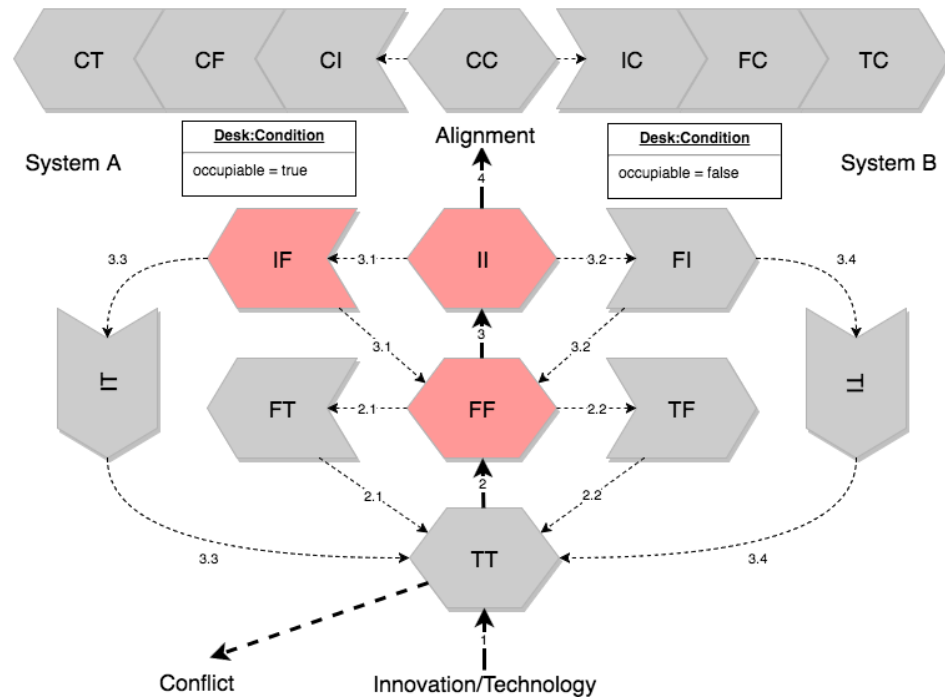 CT CF CI CC IC FC TC
Desk:Condition Alignment Desk:Condition
System A occupiable = true occupiable = false System B
4
3.3 IF 3.1 II 3.2 FI 3.4
3
3.1 3.2
IT TI
FT 2.1 FF 2.2 TF
2
2.1 2.2
3.3 TT 3.4
1
Conflict Innovation/Technology